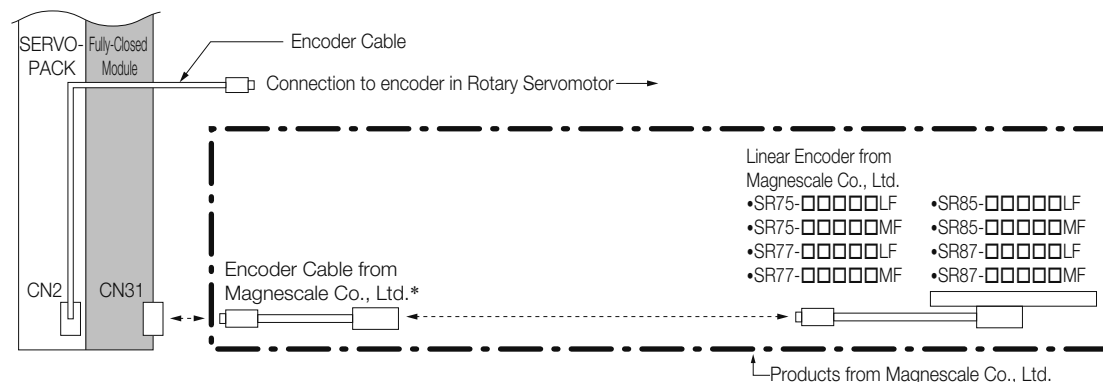 SERVO-
PACK
Fully-Closed
Module
Encoder Cable
Connection to encoder in Rotary Servomotor
Linear Encoder from
Magnescale Co., Ltd.
•SR75-□□□□□LF
•SR75-□□□□□MF
•SR77-□□□□□LF
•SR77-□□□□□MF
•SR85-□□□□□LF
•SR85-□□□□□MF
•SR87-□□□□□LF
•SR87-□□□□□MF
Encoder Cable from
Magnescale Co., Ltd.*
CN2
CN31
Products from Magnescale Co., Ltd.